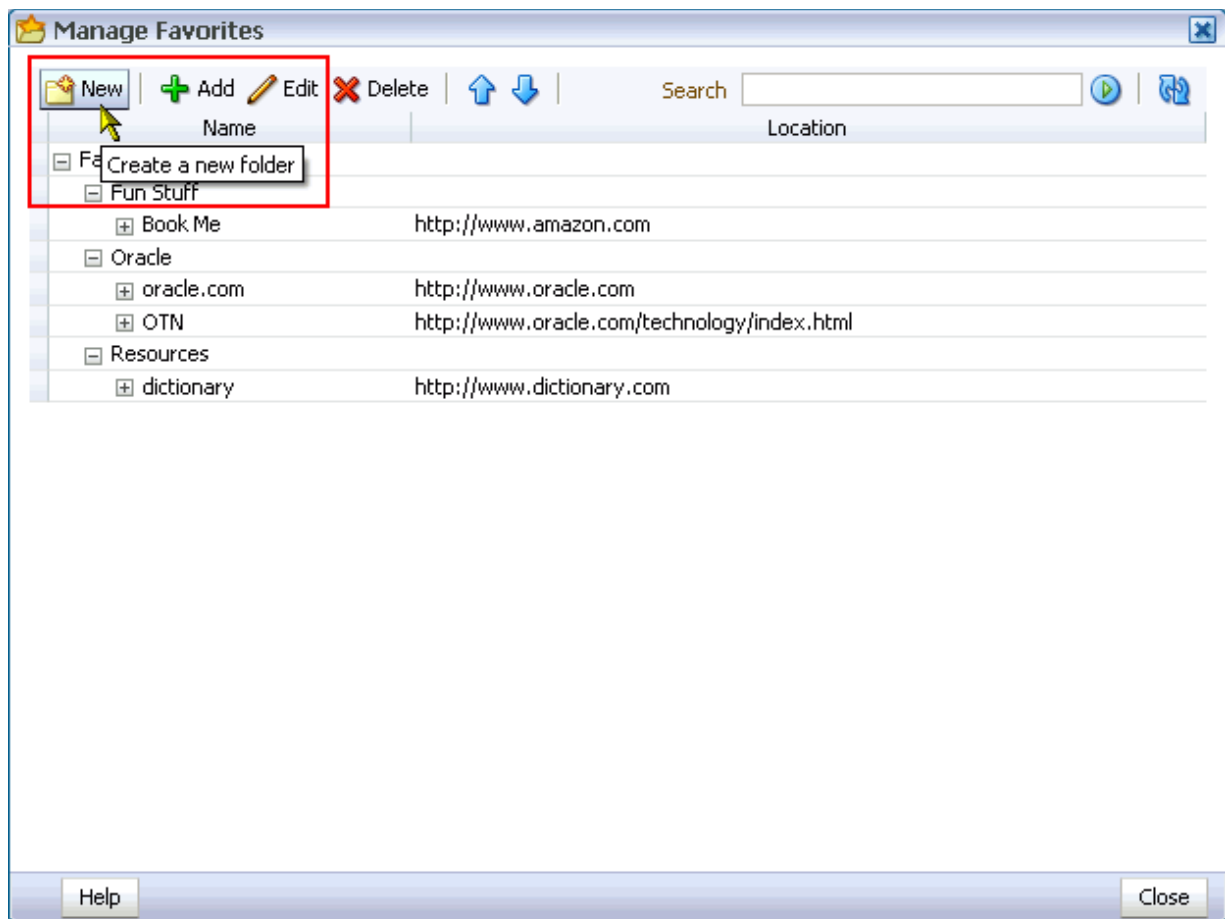 Manage Favorites
New Add Edit Delete Search
Name Location
Create a new folder
Fun Stuff
Book Me http://www.amazon.com
Oracle
oracle.com http://www.oracle.com
OTN http://www.oracle.com/technology/index.html
Resources
dictionary http://www.dictionary.com
Help Close